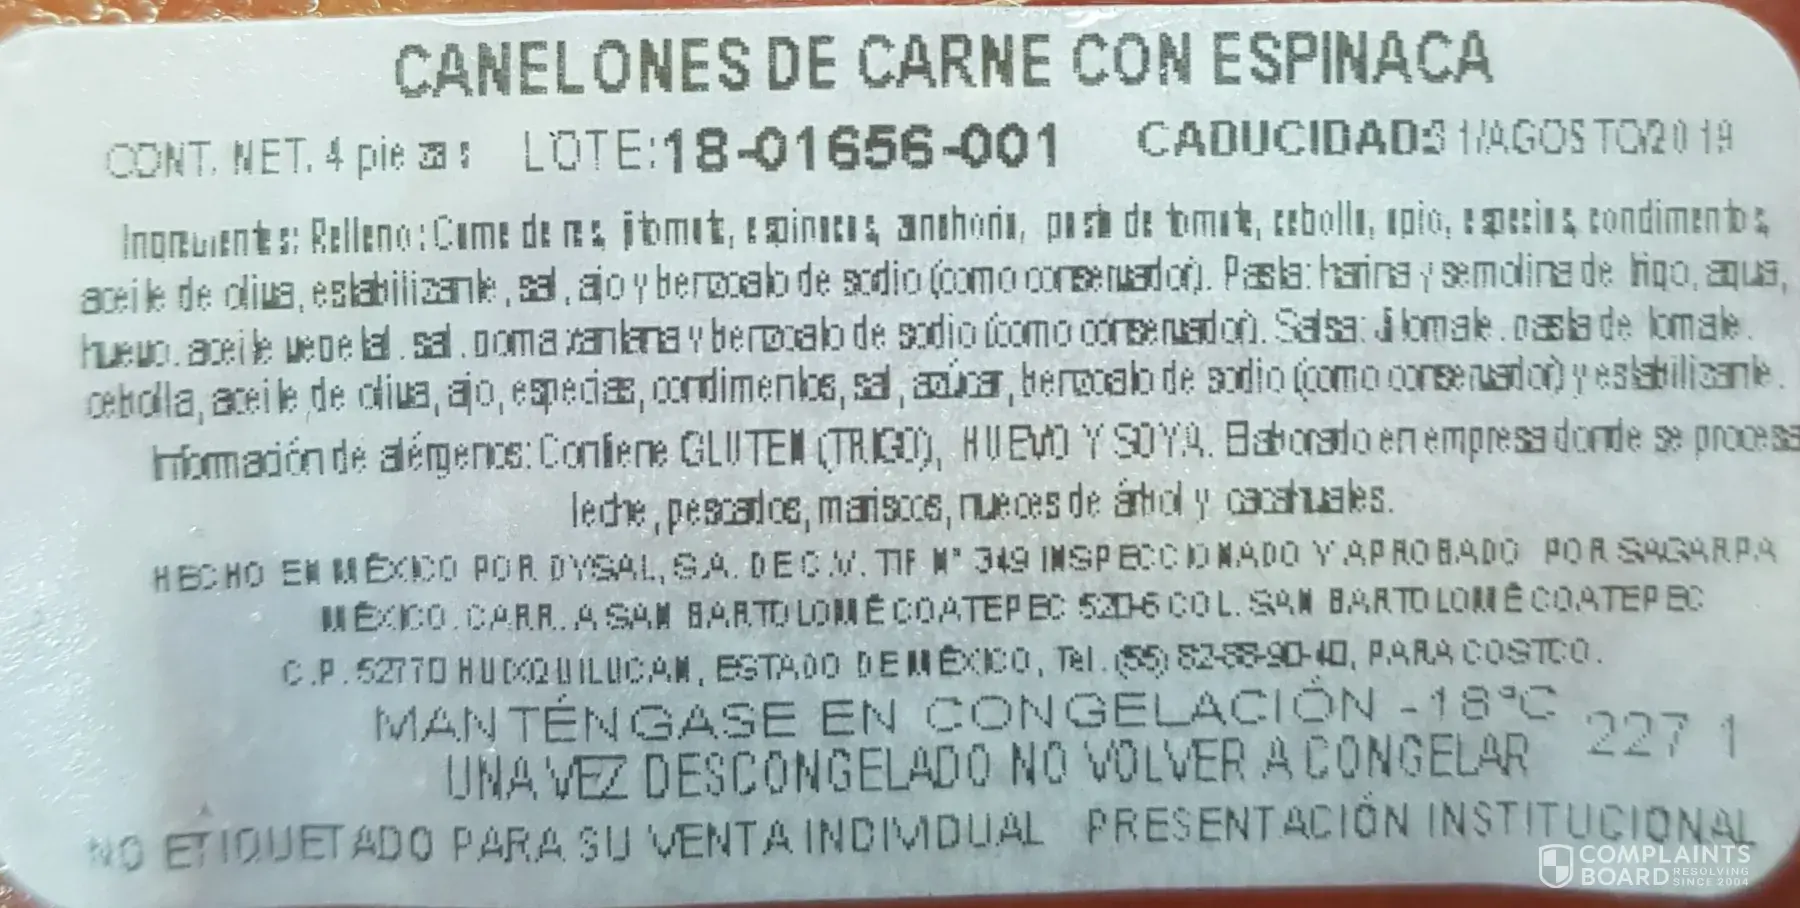 CANELONES DE CARNE CON ESPINACA
CONT. NET. 4 piezas LOTE:18-01656-001 CADUCIDAD:31/AGOSTO/2019
Ingredientes: Relleno: Carne de res, jitomate, espinacas, zanahoria, pasta de tomate, cebolla, apio, especias, condimentos,
aceite de oliva, estabilizante, sal, ajo y benzoato de sodio (como conservador). Pasta: harina y semolina de trigo, agua,
huevo, aceite vegetal, sal, goma xantana y benzoato de sodio (como conservador). Salsa: Jitomate, pasta de tomate,
cebolla, aceite de oliva, ajo, especias, condimentos, sal, azúcar, benzoato de sodio (como conservador) y estabilizante.
Información de alérgenos: Contiene GLUTEN (TRIGO), HUEVO Y SOYA. Elaborado en empresa donde se procesa
leche, pescados, mariscos, nueces de árbol y cacahuates.
HECHO EN MÉXICO POR DYSAL, S.A. DE C.V. TIF N° 349 INSPECCIONADO Y APROBADO POR SAGARPA
MÉXICO. CARR. A SAN BARTOLOMÉ COATEPEC 520-6 COL. SAN BARTOLOMÉ COATEPEC
C.P. 52770 HUIXQUILUCAN, ESTADO DE MÉXICO, Tel. (55) 82-88-90-40, PARA COSTCO.
MANTÉNGASE EN CONGELACIÓN -18°C 2271
UNA VEZ DESCONGELADO NO VOLVER A CONGELAR
NO ETIQUETADO PARA SU VENTA INDIVIDUAL PRESENTACIÓN INSTITUCIONAL
COMPLAINTS
BOARD RESOLVING SINCE 2004